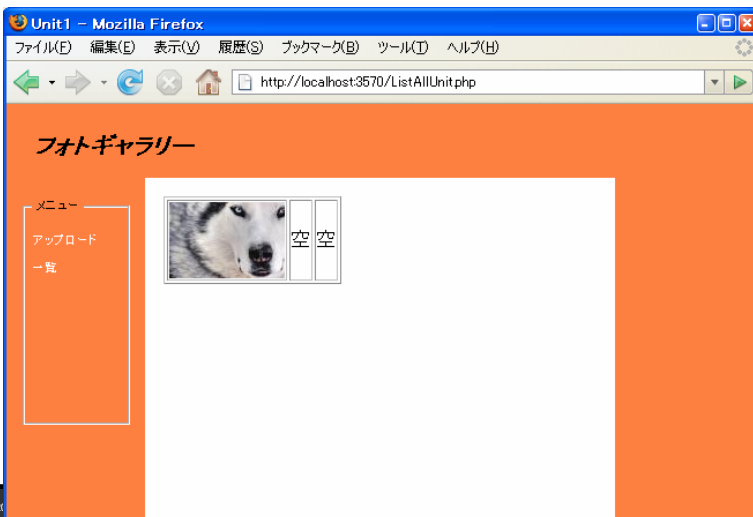 Unit1 - Mozilla Firefox
ファイル(F) 編集(E) 表示(V) 履歴(S) ブックマーク(B) ツール(T) ヘルプ(H)
http://localhost:3570/ListAllUnit.php
フォトギャラリー
メニュー
アップロード
一覧
空 空